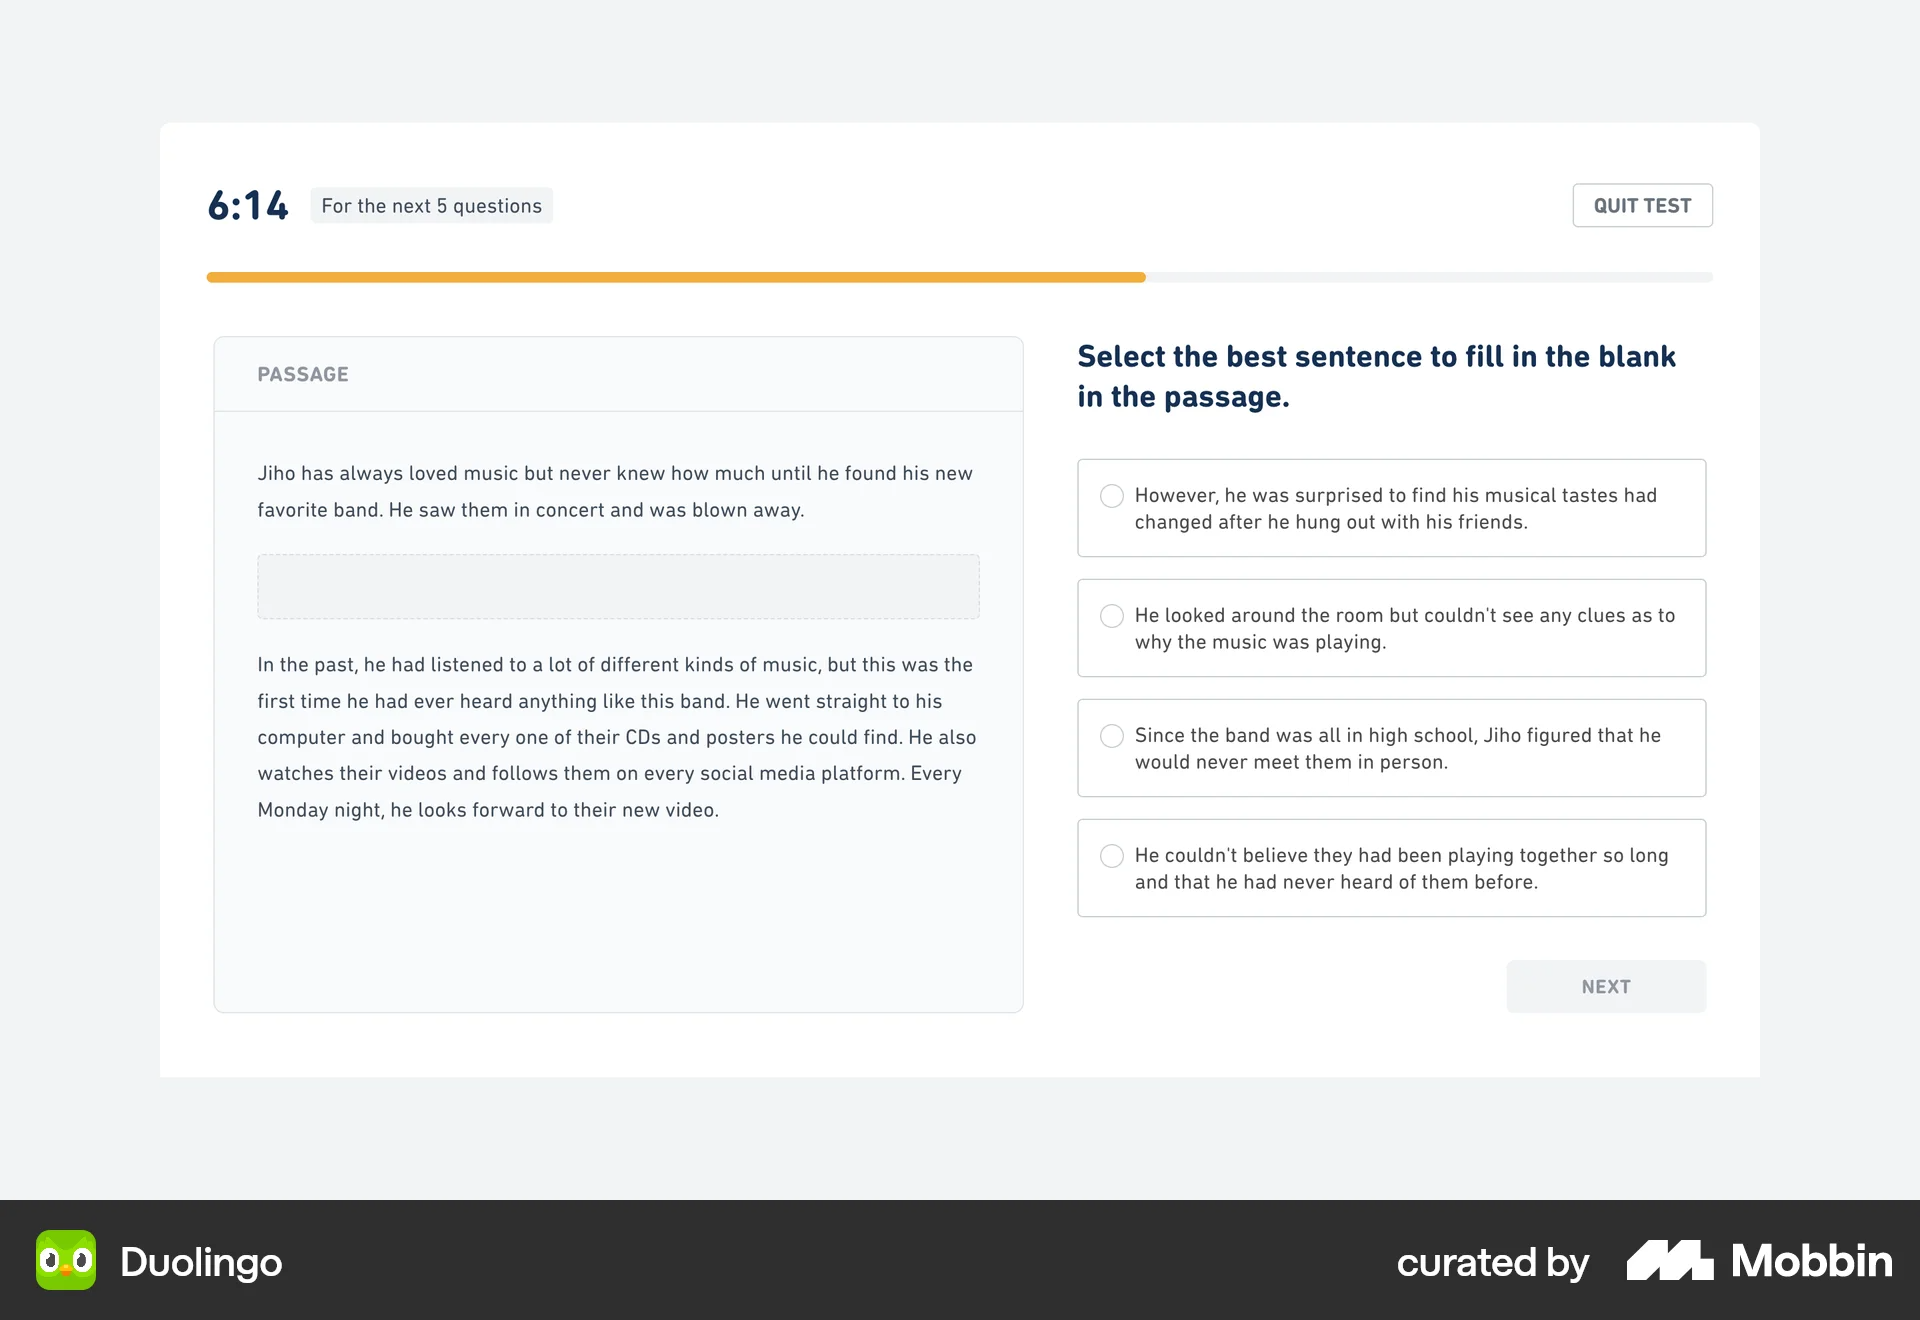 6:14
For the next 5 questions
QUIT TEST
PASSAGE
Jiho has always loved music but never knew how much until he found his new
favorite band. He saw them in concert and was blown away.
In the past, he had listened to a lot of different kinds of music, but this was the
first time he had ever heard anything like this band. He went straight to his
computer and bought every one of their CDs and posters he could find. He also
watches their videos and follows them on every social media platform. Every
Monday night, he looks forward to their new video.
Select the best sentence to fill in the blank
in the passage.
However, he was surprised to find his musical tastes had
changed after he hung out with his friends.
He looked around the room but couldn't see any clues as to
why the music was playing.
Since the band was all in high school, Jiho figured that he
would never meet them in person.
He couldn't believe they had been playing together so long
and that he had never heard of them before.
NEXT
Duolingo
curated by
Mobbin